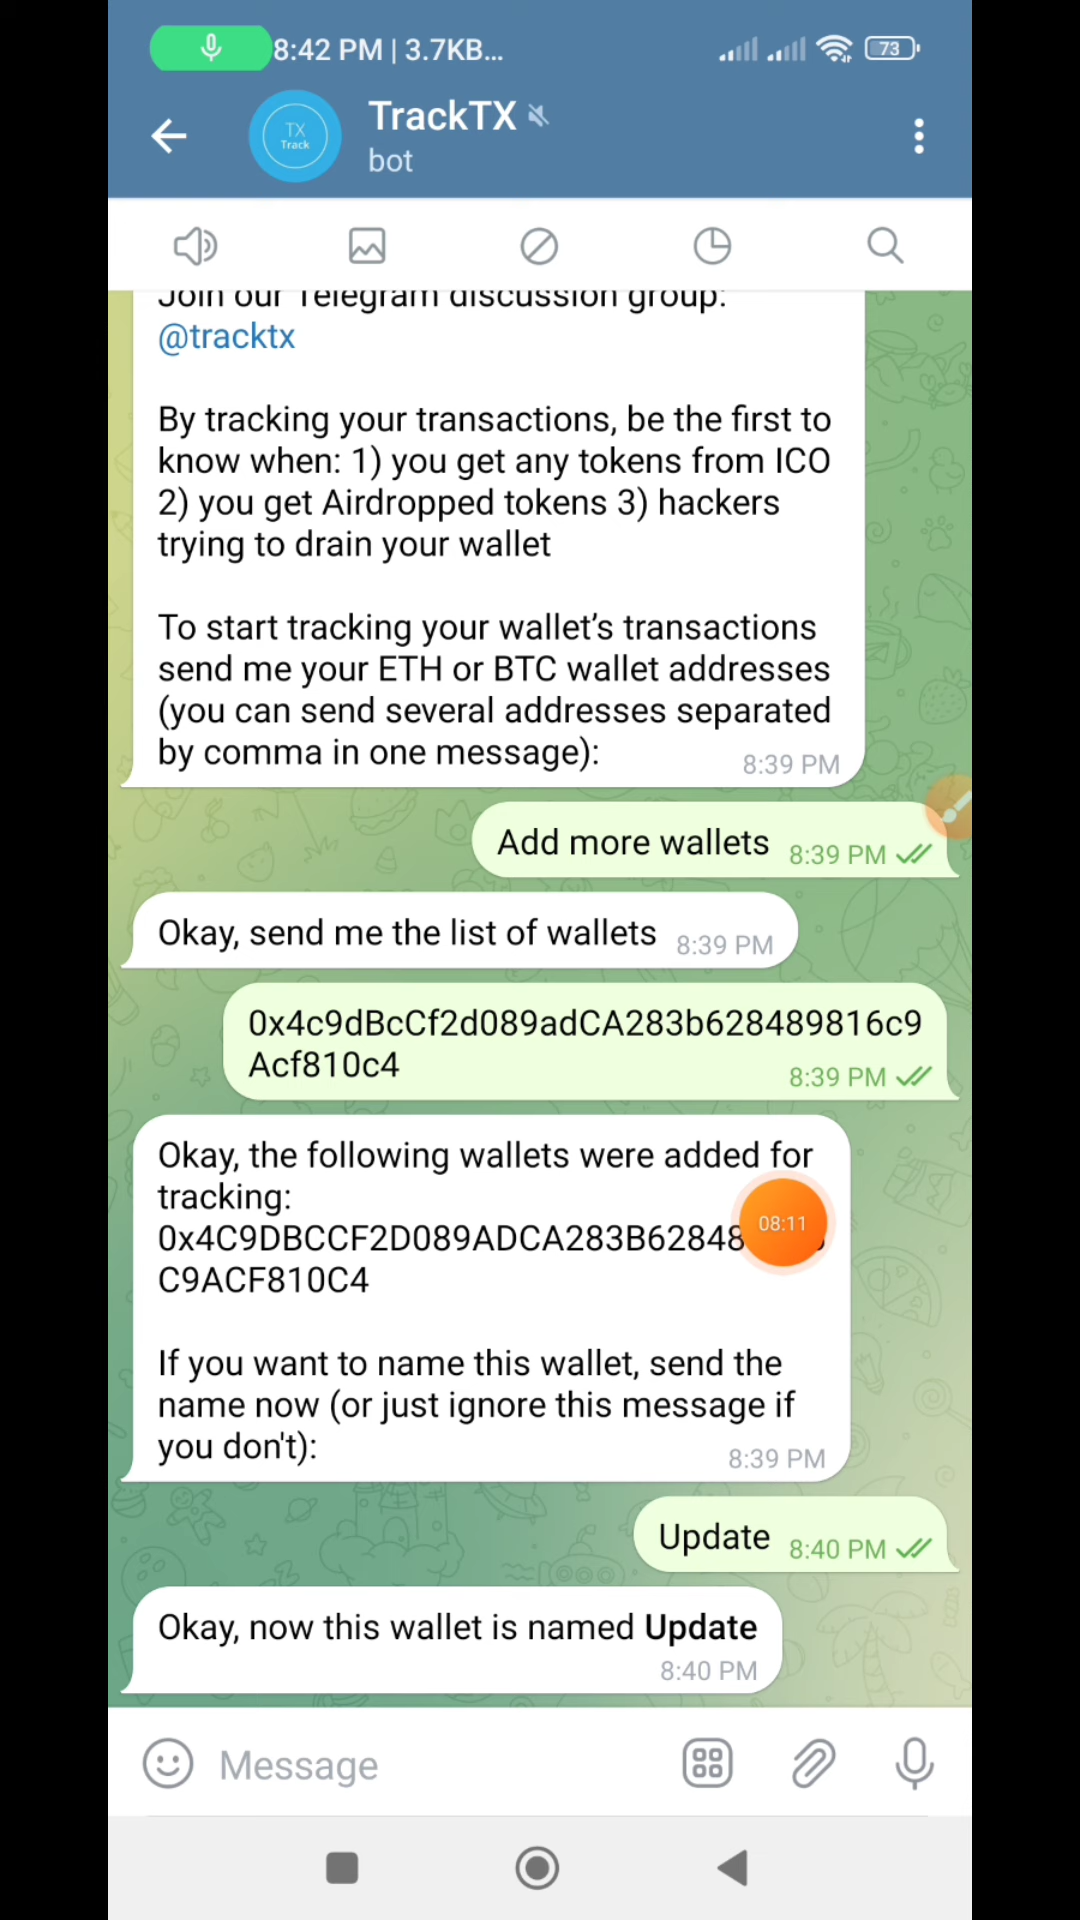 8:42 PM | 3.7KB...
73
TX
Track
TrackTX
bot
Join our Telegram discussion group:
@tracktx
By tracking your transactions, be the first to
know when: 1) you get any tokens from ICO
2) you get Airdropped tokens 3) hackers
trying to drain your wallet
To start tracking your wallet’s transactions
send me your ETH or BTC wallet addresses
(you can send several addresses separated
by comma in one message):
8:39 PM
Add more wallets
8:39 PM
Okay, send me the list of wallets
8:39 PM
0x4c9dBcCf2d089adCA283b628489816c9
Acf810c4
8:39 PM
Okay, the following wallets were added for
tracking:
0x4C9DBCCF2D089ADCA283B62848
08:11
C9ACF810C4
If you want to name this wallet, send the
name now (or just ignore this message if
you don't):
8:39 PM
Update
8:40 PM
Okay, now this wallet is named Update
8:40 PM
Message